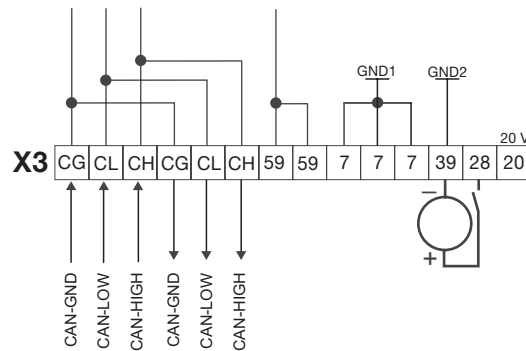 GND1 GND2
20 V
X3 CG CL CH CG CL CH 59 59 7 7 7 39 28 20
− +
CAN-GND CAN-LOW CAN-HIGH CAN-GND CAN-LOW CAN-HIGH